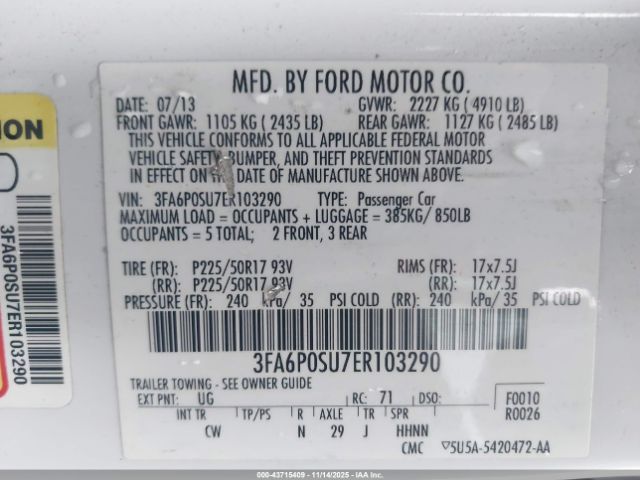 MFD. BY FORD MOTOR CO.
DATE: 07/13 GVWR: 2227 KG ( 4910 LB)
FRONT GAWR: 1105 KG ( 2435 LB) REAR GAWR: 1127 KG ( 2485 LB)
THIS VEHICLE CONFORMS TO ALL APPLICABLE FEDERAL MOTOR
VEHICLE SAFETY, BUMPER, AND THEFT PREVENTION STANDARDS
IN EFFECT ON THE DATE OF MANUFACTURE SHOWN ABOVE.
VIN: 3FA6P0SU7ER103290 TYPE: Passenger Car
MAXIMUM LOAD = OCCUPANTS + LUGGAGE = 385KG/ 850LB
OCCUPANTS = 5 TOTAL; 2 FRONT, 3 REAR
TIRE (FR): P225/50R17 93V RIMS (FR): 17x7.5J
(RR): P225/50R17 93V (RR): 17x7.5J
PRESSURE (FR): 240 kPa/ 35 PSI COLD (RR): 240 kPa/ 35 PSI COLD
3FA6P0SU7ER103290
TRAILER TOWING - SEE OWNER GUIDE
EXT PNT: UG RC: 71 DSO: F0010
R0026
INT TR TP/PS R AXLE TR SPR
CW N 29 J HHNN
CMC ▽5U5A-5420472-AA
ION
3FA6P0SU7ER103290
000-43715409 - 11/14/2025 - IAAI.COM